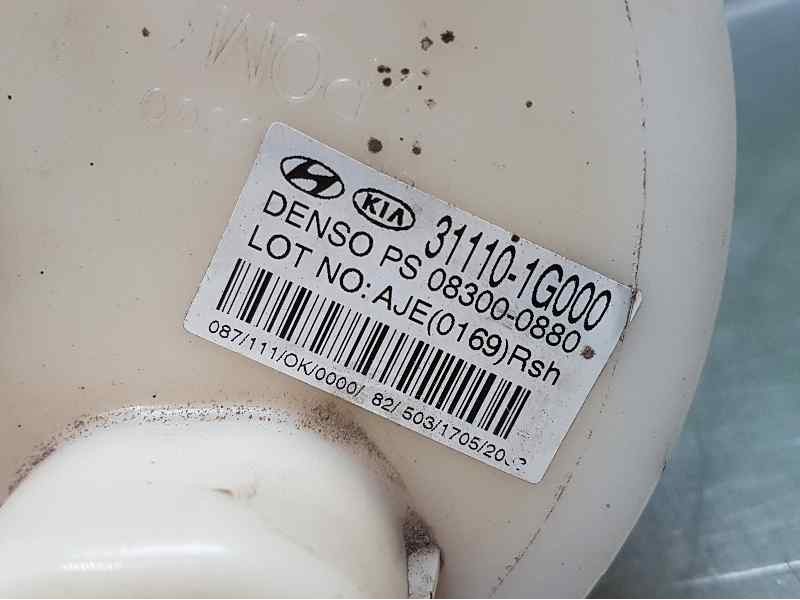 POM
KIA 31110-1G000
DENSO PS 08300-0880
LOT NO: AJE(0169)Rsh
087/111/OK/0000/ 82/ 503/1705/20